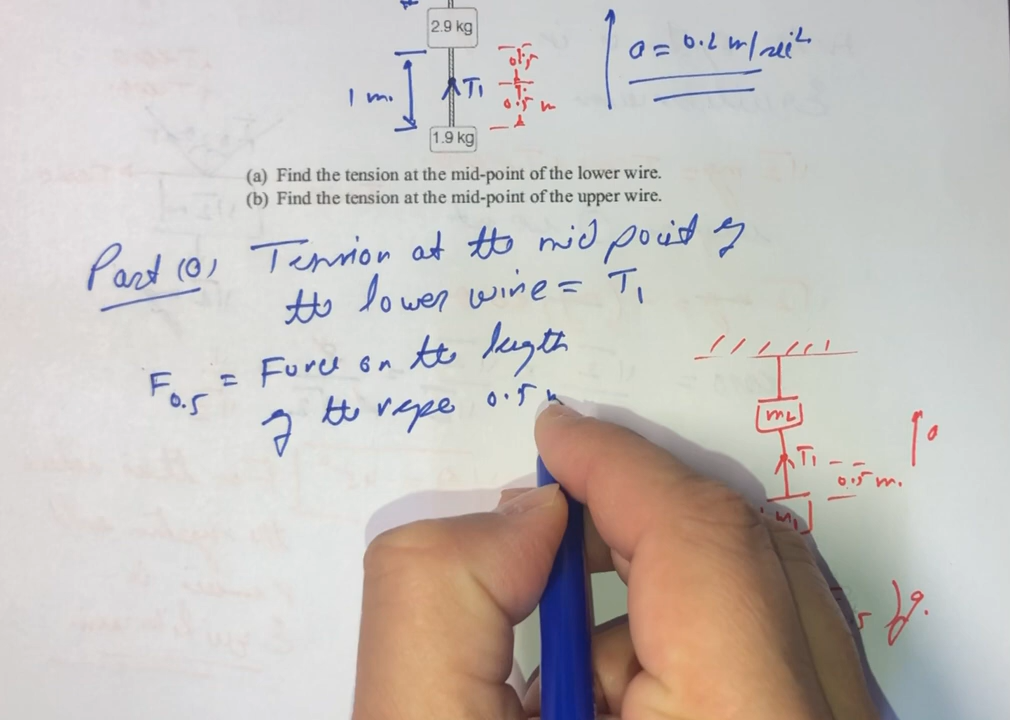 2.9 kg
a = 0.2 m/sec²
0.5
1 m.
T₁
0.5 m
1.9 kg
(a) Find the tension at the mid-point of the lower wire.
(b) Find the tension at the mid-point of the upper wire.
Part (a) Tension at the mid point of
the lower wire = T₁
F₀.₅ = Force on the length
of the rope 0.5
m₂
a
T₁
0.5 m.
m₁
g.